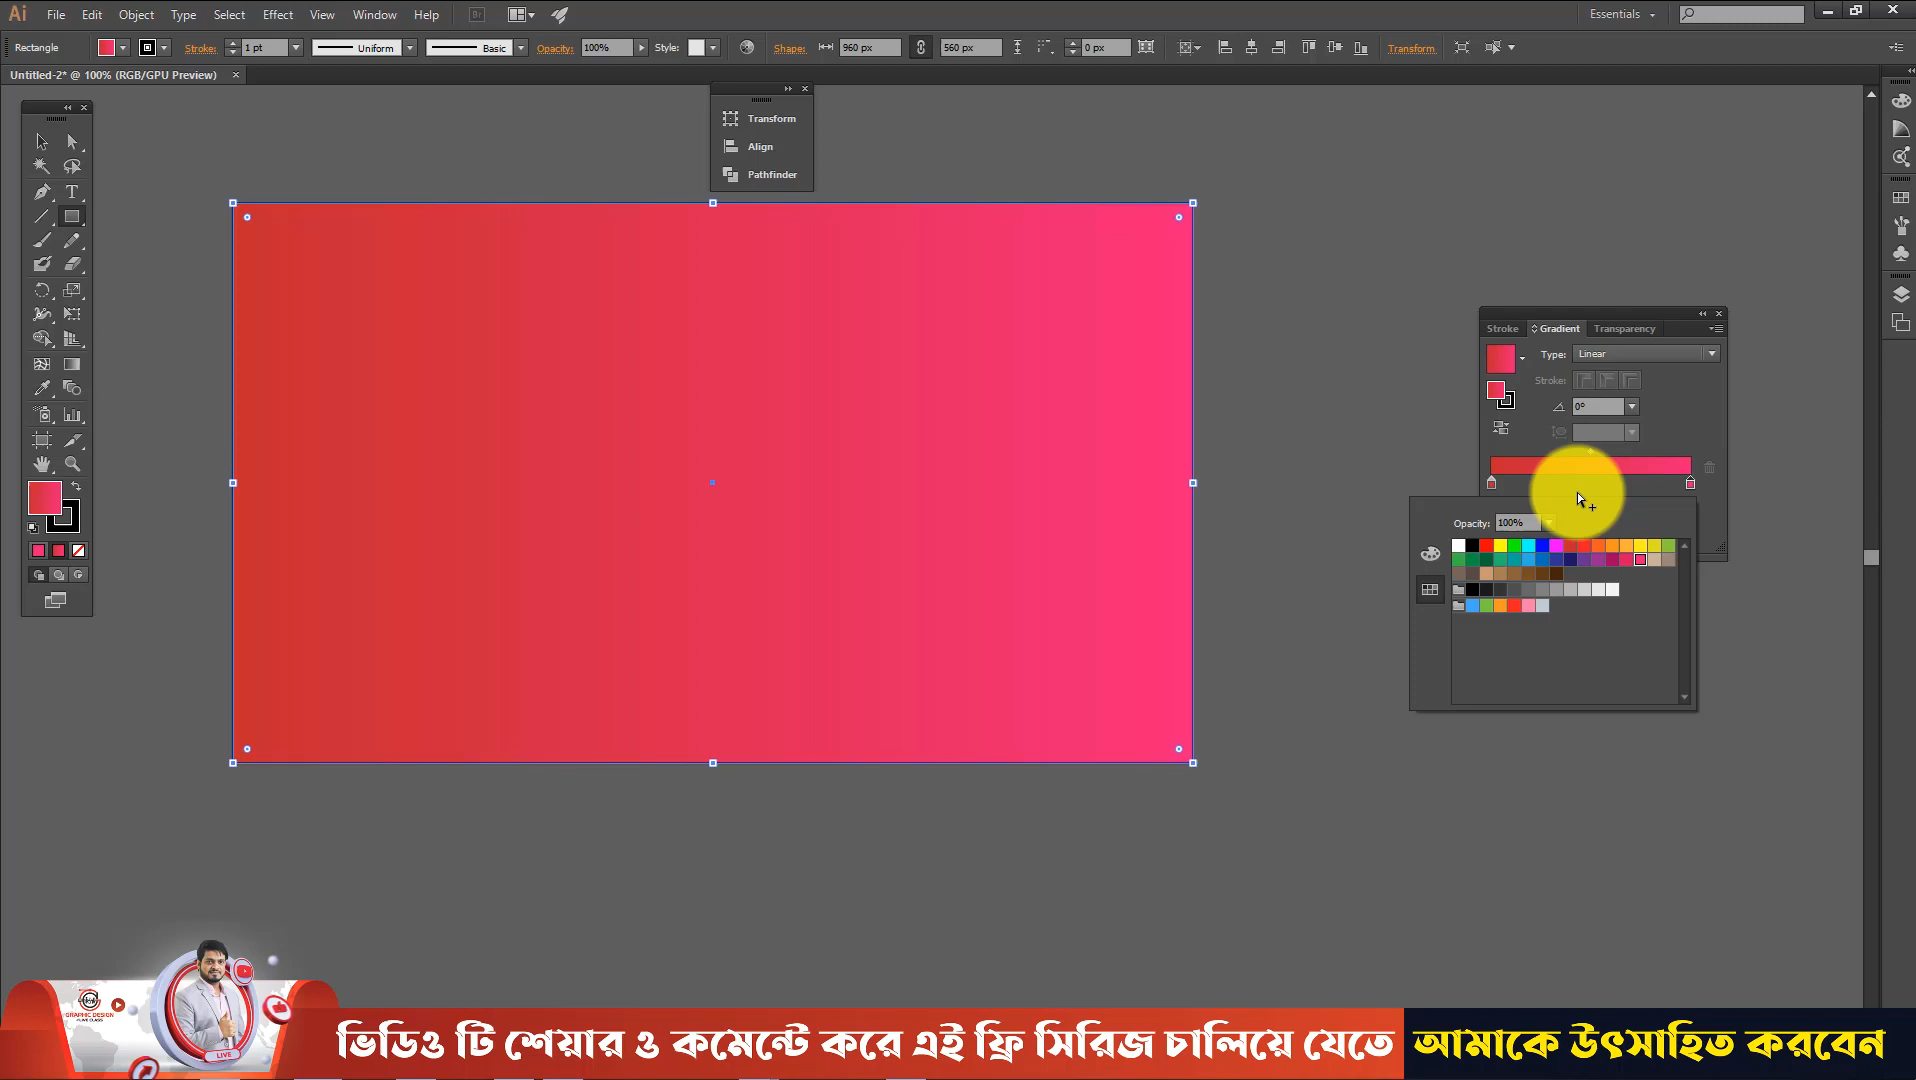 Ai File Edit Object Type Select Effect View Window Help Br Essentials
Rectangle Stroke: 1 pt Uniform Basic Opacity: 100% Style: Shape: 960 px 560 px 0 px Transform
Untitled-2* @ 100% (RGB/GPU Preview)
Transform
Align
Pathfinder
Stroke Gradient Transparency
Type: Linear
Stroke:
0°
Opacity: 100%
GRAPHIC DESIGN
LIVE
ভিডিও টি শেয়ার ও কমেন্টে করে এই ফ্রি সিরিজ চালিয়ে যেতে আমাকে উৎসাহিত করবেন